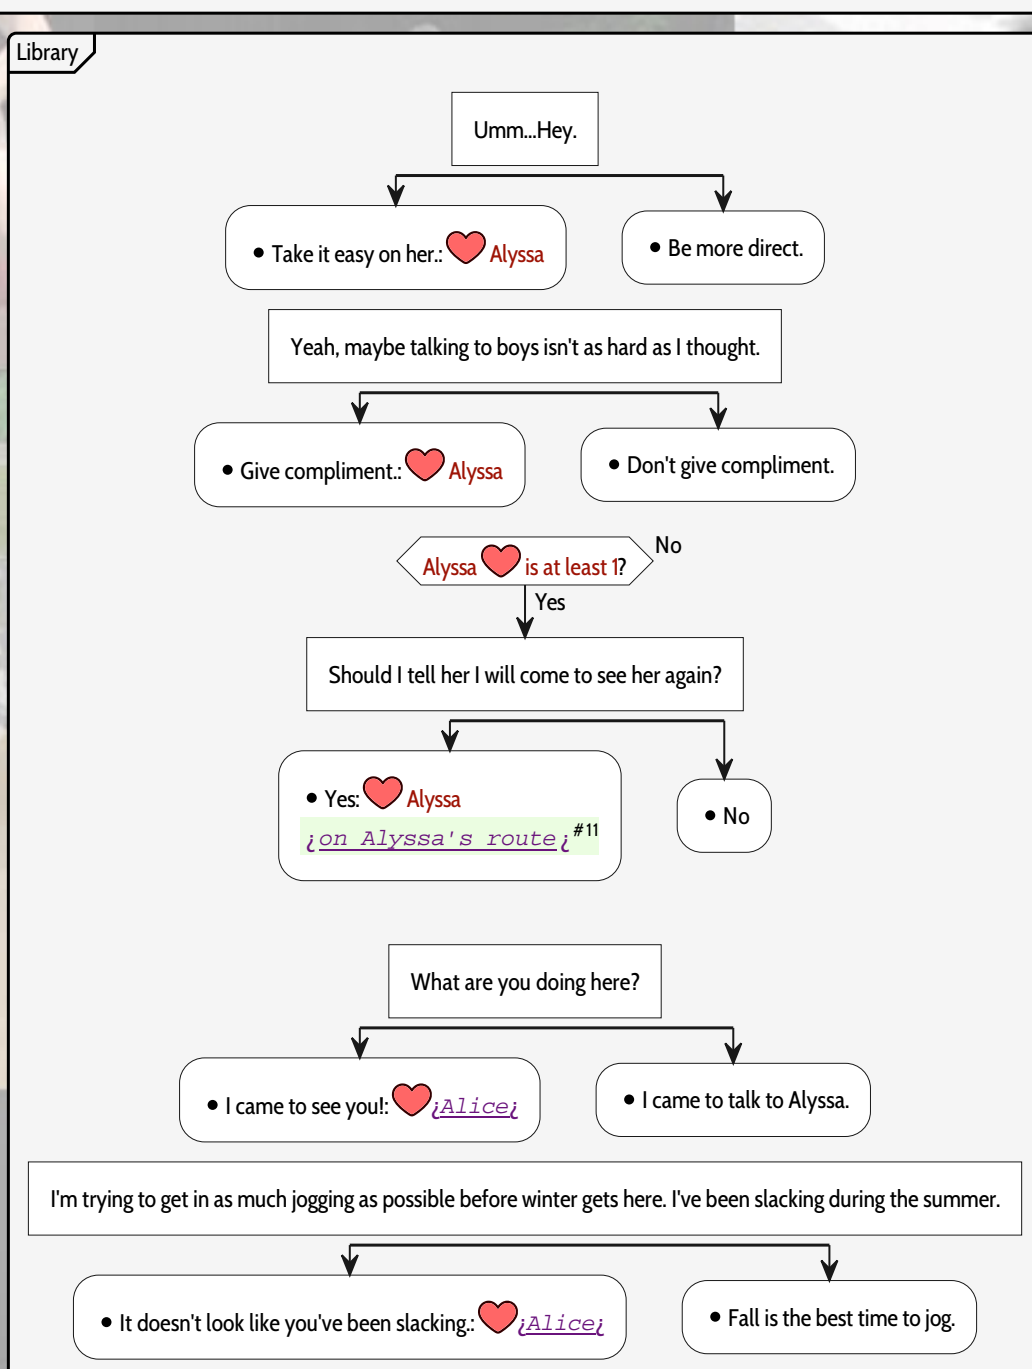 Library
Umm...Hey.
• Take it easy on her.: Alyssa
• Be more direct.
Yeah, maybe talking to boys isn't as hard as I thought.
• Give compliment.: Alyssa
• Don't give compliment.
Alyssa is at least 1?
No
Yes
Should I tell her I will come to see her again?
• Yes: Alyssa
¿on Alyssa's route¿ #11
• No
What are you doing here?
• I came to see you!: ¿Alice¿
• I came to talk to Alyssa.
I'm trying to get in as much jogging as possible before winter gets here. I've been slacking during the summer.
• It doesn't look like you've been slacking.: ¿Alice¿
• Fall is the best time to jog.